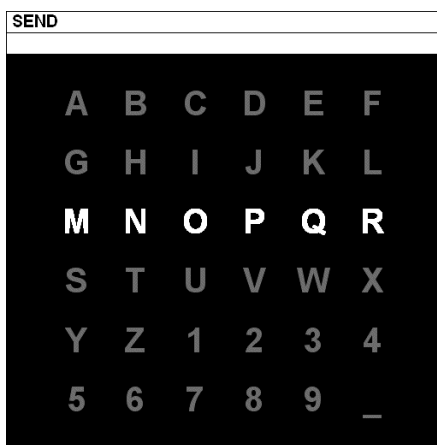 SEND
A B C D E F
G H I J K L
M N O P Q R
S T U V W X
Y Z 1 2 3 4
5 6 7 8 9 _